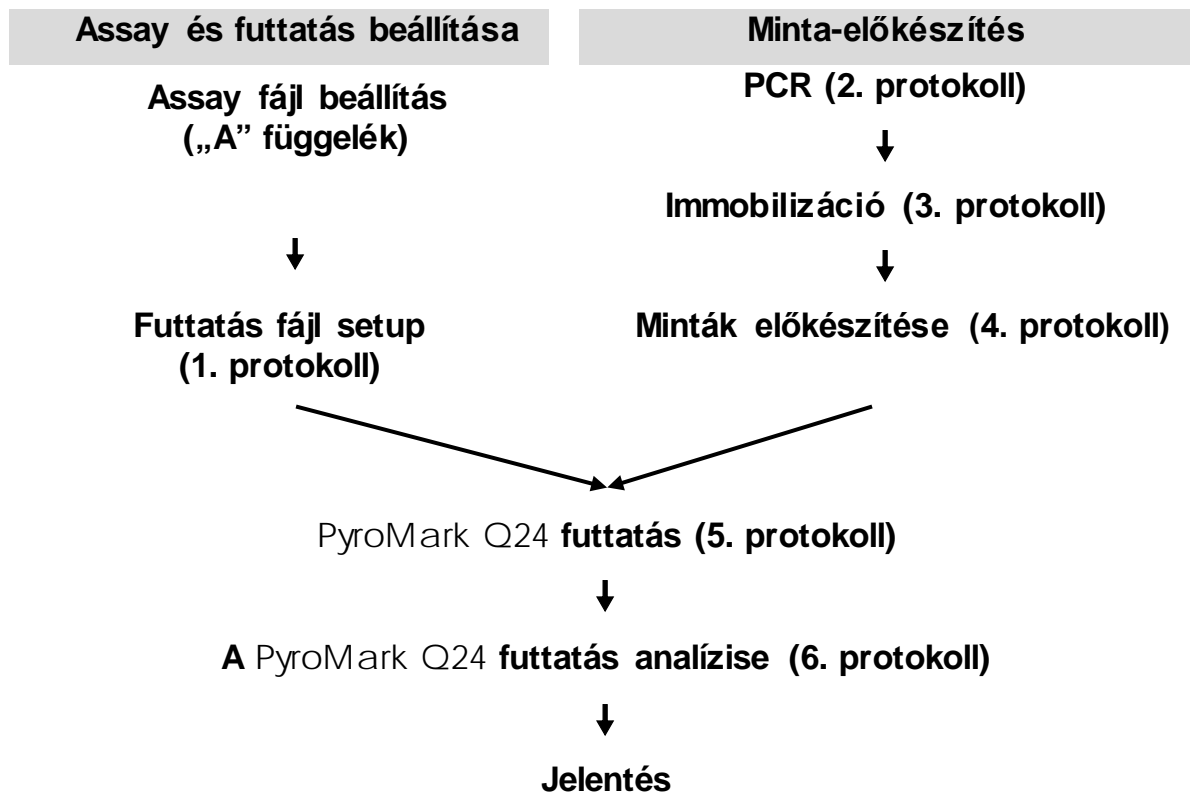 Assay és futtatás beállítása
Assay fájl beállítás
(„A” függelék)
Futtatás fájl setup
(1. protokoll)
Minta-előkészítés
PCR (2. protokoll)
Immobilizáció (3. protokoll)
Minták előkészítése (4. protokoll)
PyroMark Q24 futtatás (5. protokoll)
A PyroMark Q24 futtatás analízise (6. protokoll)
Jelentés